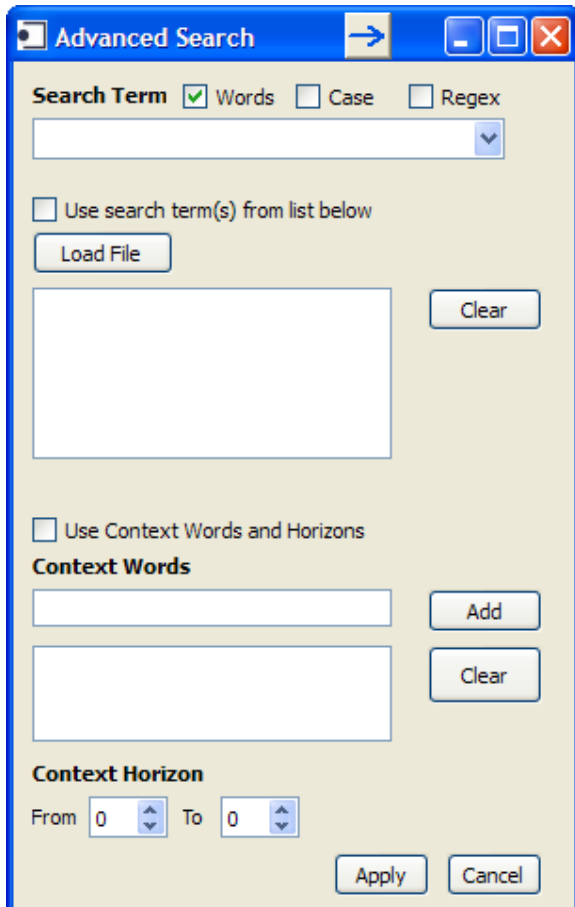 Advanced Search
Search Term Words Case Regex
Use search term(s) from list below
Load File
Clear
Use Context Words and Horizons
Context Words
Add
Clear
Context Horizon
From 0 To 0
Apply Cancel